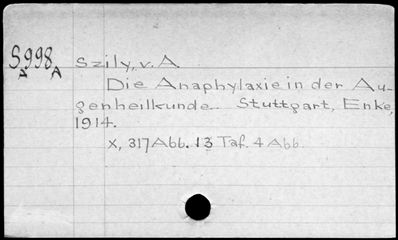 S998 Szily, v. A
A
Die Anaphylaxie in der Au-
genheilkunde. Stuttgart, Enke,
1914.
x, 317 Abb. 13 Taf. 4 Abb.